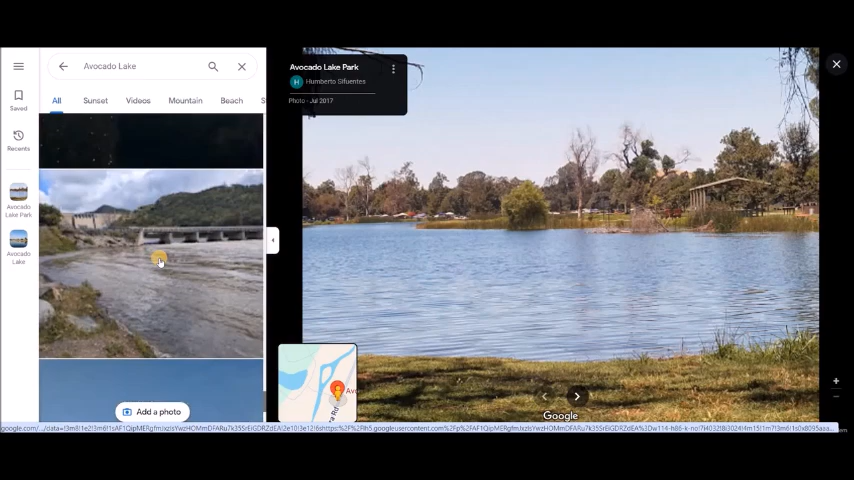 Avocado Lake
Saved
Recents
Avocado
Lake Park
Avocado
Lake
All
Sunset
Videos
Mountain
Beach
Add a photo
Avocado Lake Park
H
Humberto Sifuentes
Photo - Jul 2017
Google